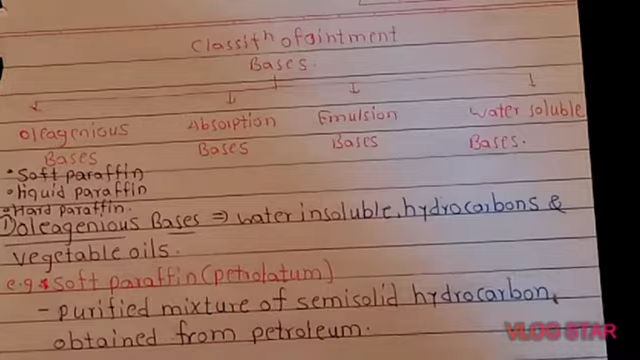 Classith of ointment
Bases.
Oleagenious Absorption Emulsion water soluble
Bases Bases Bases Bases.
• Soft paraffin
• liquid paraffin
• Hard paraffin.
1) oleagenious Bases ⇒ water insoluble, hydrocarbons &
vegetable oils.
e.g. Soft paraffin (petrolatum)
- purified mixture of semisolid hydrocarbon,
obtained from petroleum.
VLOG STAR